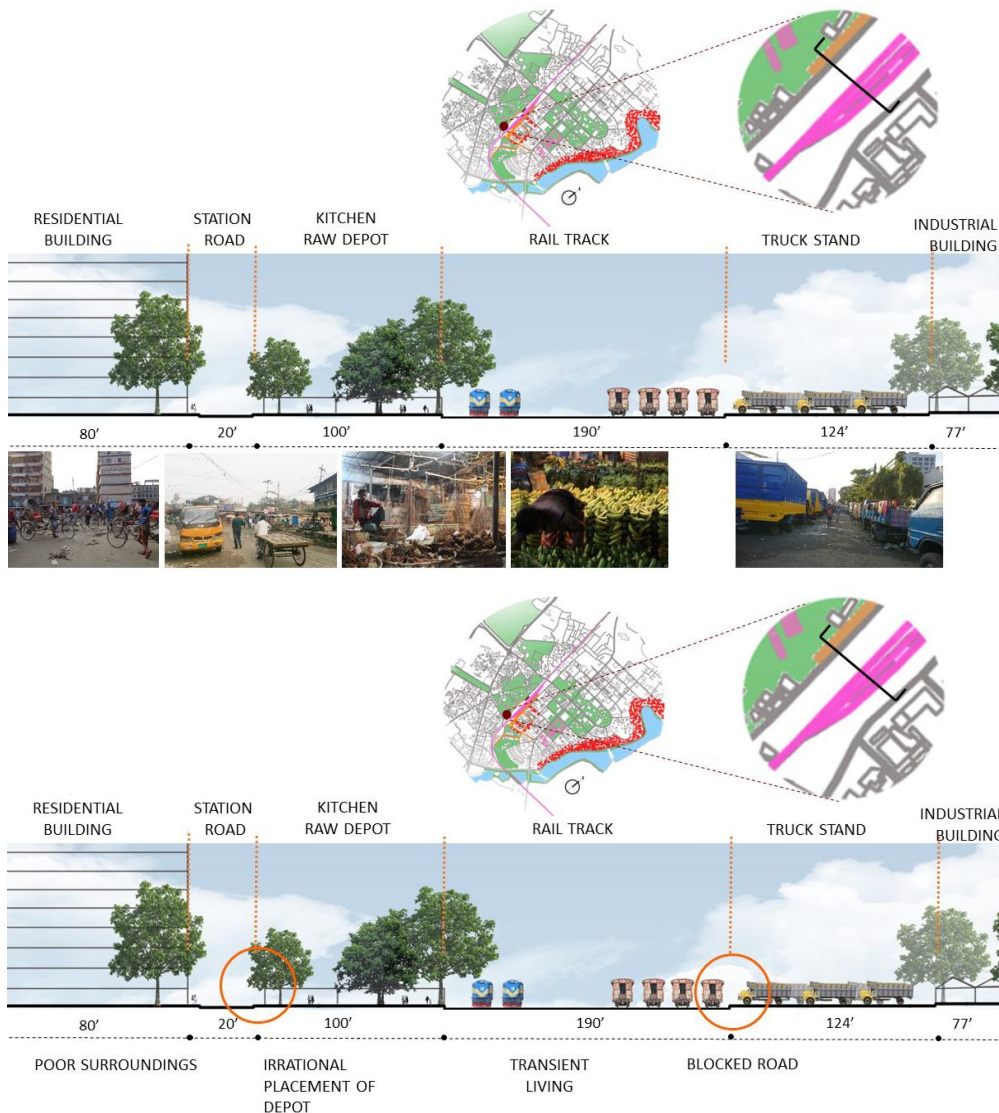 RESIDENTIAL
BUILDING
STATION
ROAD
KITCHEN
RAW DEPOT
RAIL TRACK
TRUCK STAND
INDUSTRIAL
BUILDING
80’
20’
100’
190’
124’
77’
RESIDENTIAL
BUILDING
STATION
ROAD
KITCHEN
RAW DEPOT
RAIL TRACK
TRUCK STAND
INDUSTRIAL
BUILDING
80’
20’
100’
190’
124’
77’
POOR SURROUNDINGS
IRRATIONAL
PLACEMENT OF
DEPOT
TRANSIENT
LIVING
BLOCKED ROAD